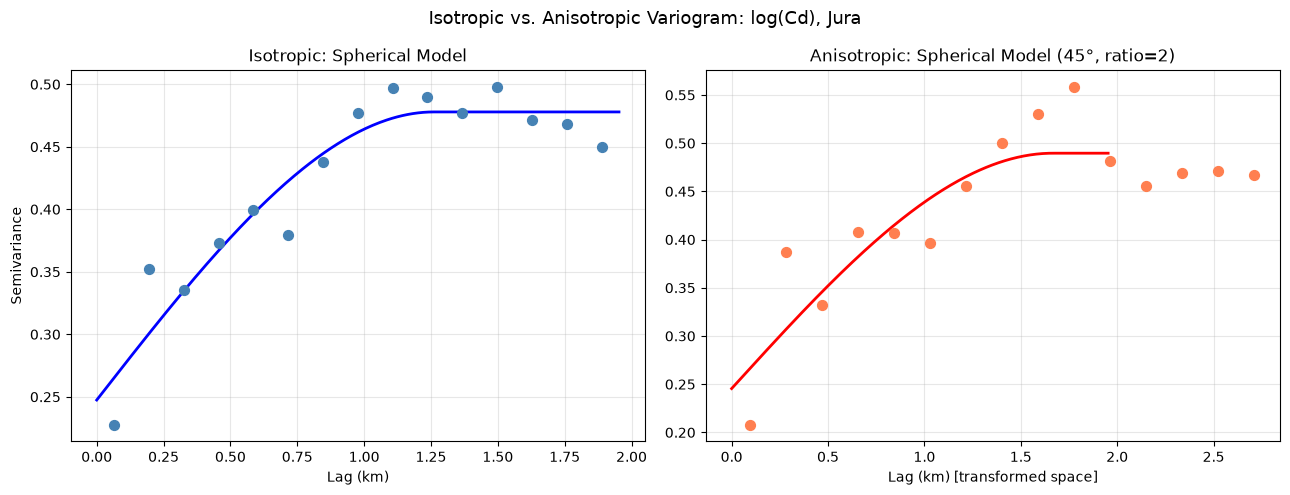 Isotropic vs. Anisotropic Variogram: log(Cd), Jura
Isotropic: Spherical Model
0.50
0.45
0.40
0.35
0.30
0.25
Semivariance
0.00 0.25 0.50 0.75 1.00 1.25 1.50 1.75 2.00
Lag (km)
Anisotropic: Spherical Model (45°, ratio=2)
0.55
0.50
0.45
0.40
0.35
0.30
0.25
0.20
0.0 0.5 1.0 1.5 2.0 2.5
Lag (km) [transformed space]